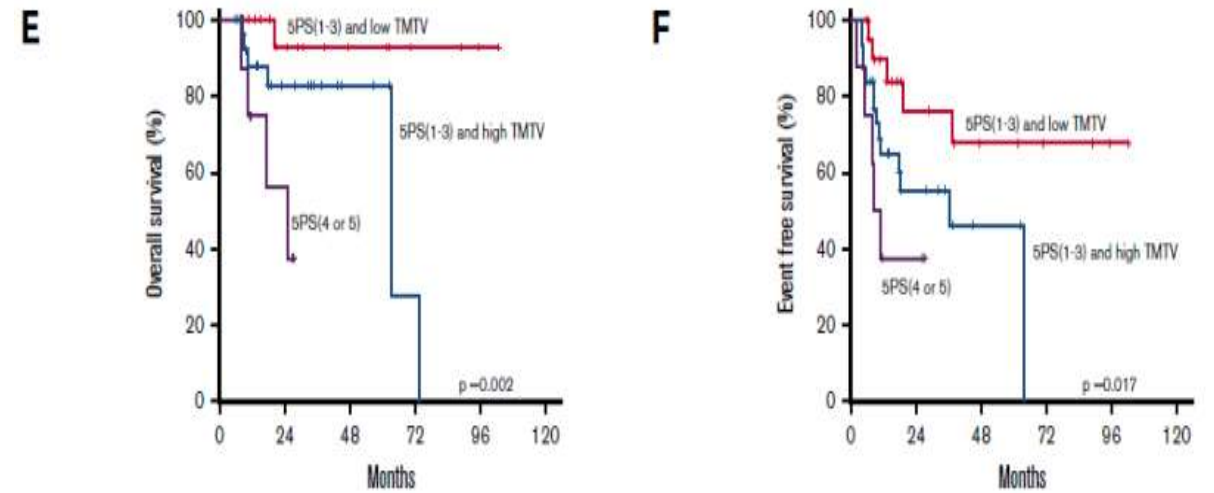 E
Overall survival (%)
100
80
60
40
20
0
5PS(1-3) and low TMTV
5PS(1-3) and high TMTV
5PS(4 or 5)
p =0.002
0 24 48 72 96 120
Months
F
Event free survival (%)
100
80
60
40
20
0
5PS(1-3) and low TMTV
5PS(1-3) and high TMTV
5PS(4 or 5)
p =0.017
0 24 48 72 96 120
Months